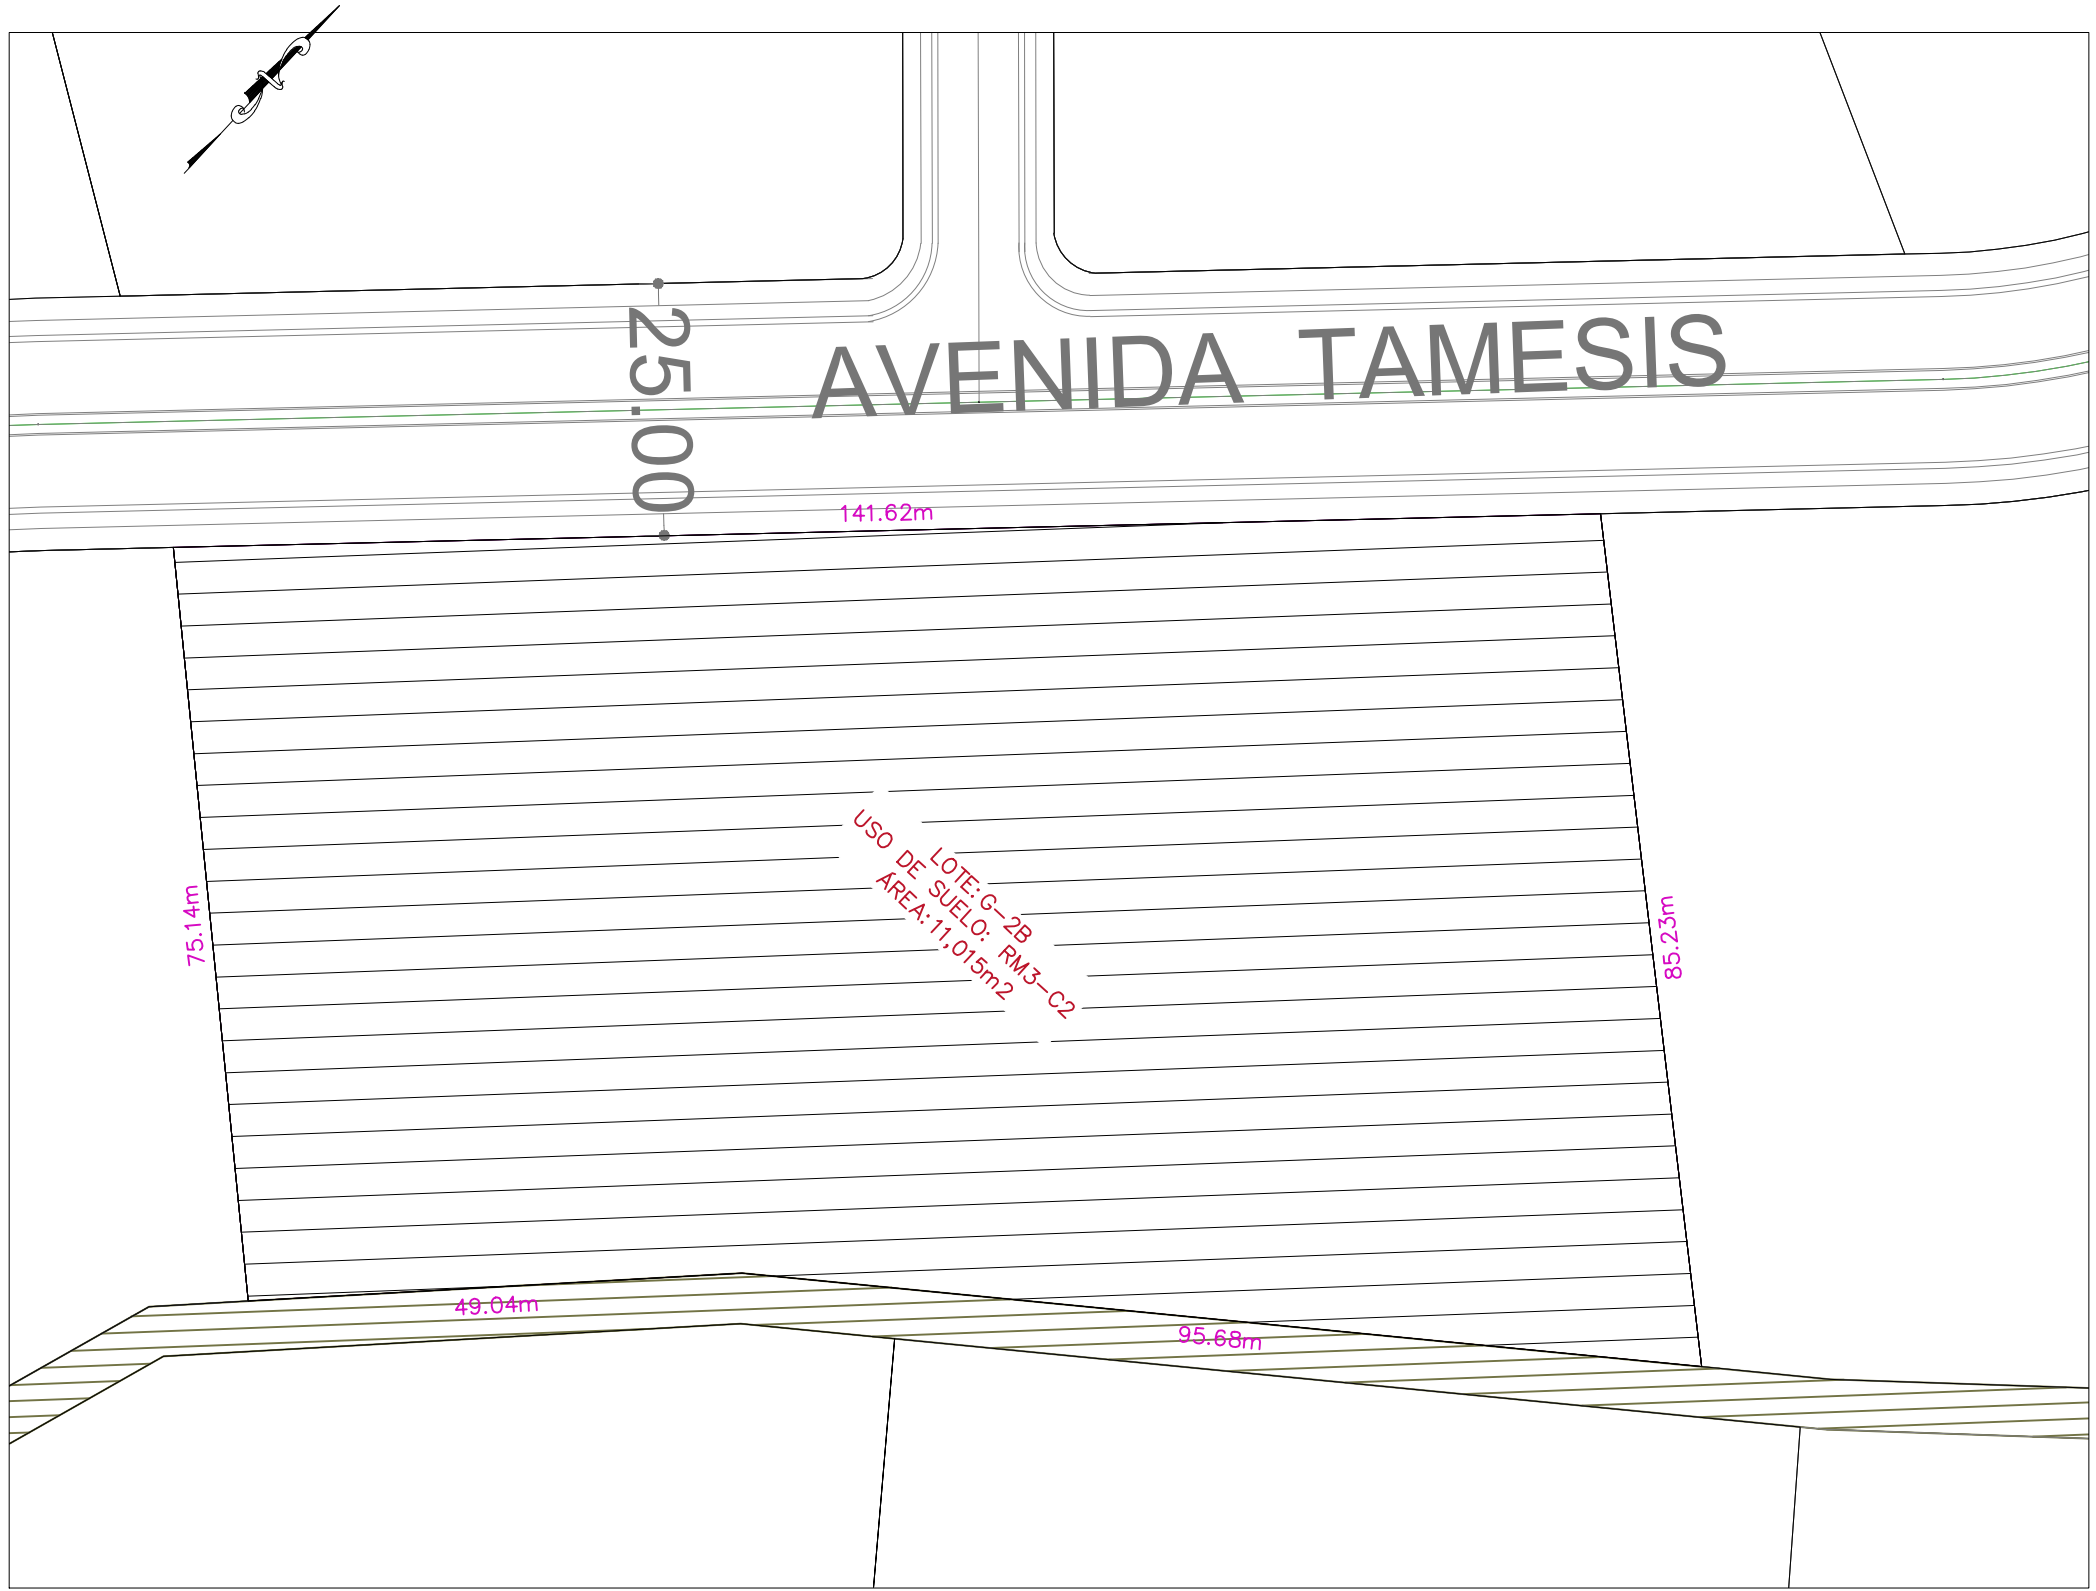 AVENIDA TAMESIS
25.00
141.62m
75.14m
LOTE:G-2B
USO DE SUELO: RM3-C2
ÁREA:11,015m2
85.23m
49.04m
95.68m